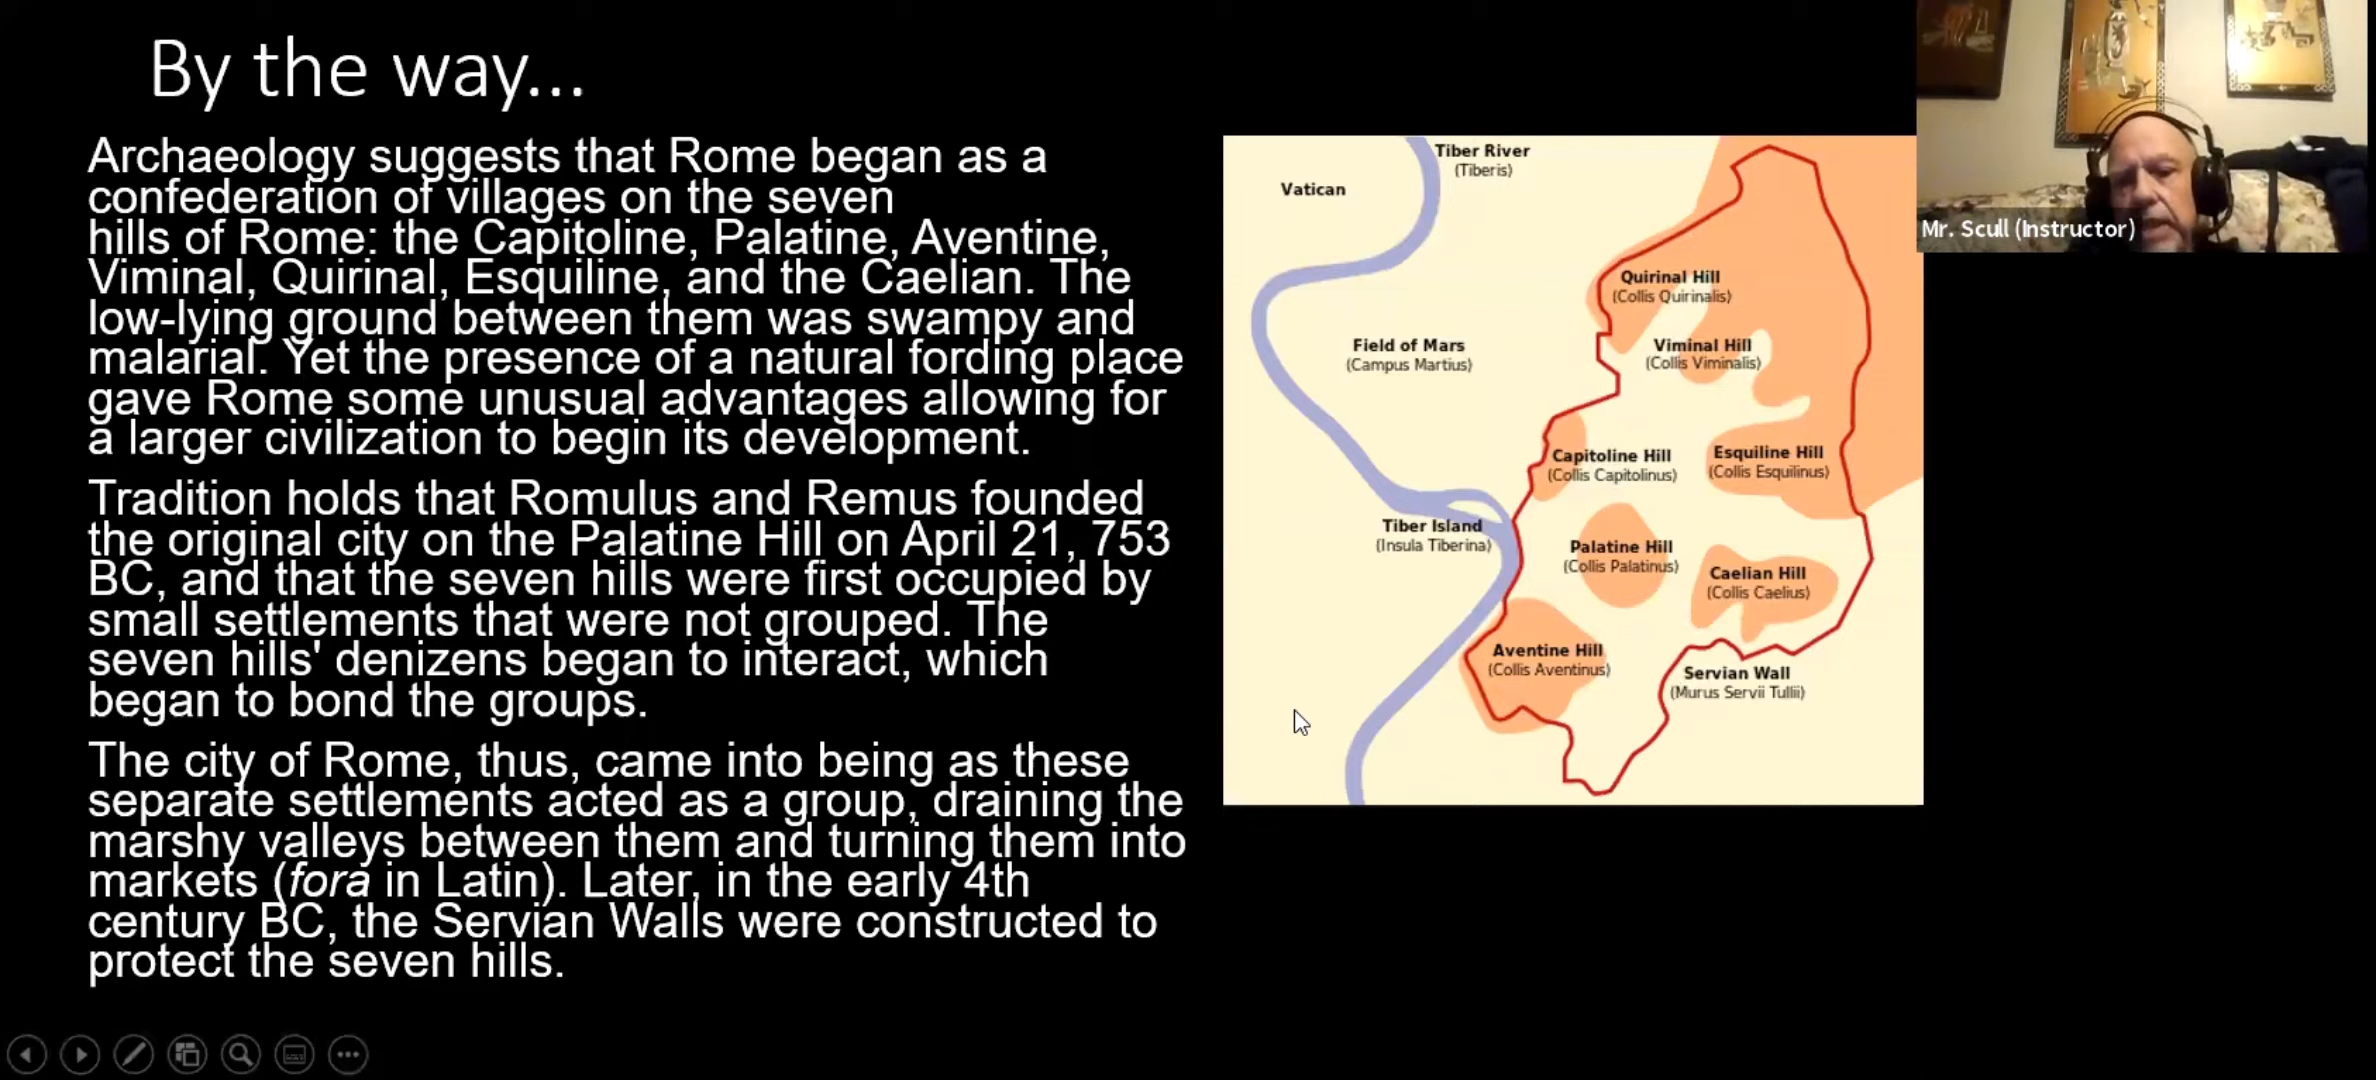 By the way...
Archaeology suggests that Rome began as a
confederation of villages on the seven
hills of Rome: the Capitoline, Palatine, Aventine,
Viminal, Quirinal, Esquiline, and the Caelian. The
low-lying ground between them was swampy and
malarial. Yet the presence of a natural fording place
gave Rome some unusual advantages allowing for
a larger civilization to begin its development.
Tradition holds that Romulus and Remus founded
the original city on the Palatine Hill on April 21, 753
BC, and that the seven hills were first occupied by
small settlements that were not grouped. The
seven hills' denizens began to interact, which
began to bond the groups.
The city of Rome, thus, came into being as these
separate settlements acted as a group, draining the
marshy valleys between them and turning them into
markets (fora in Latin). Later, in the early 4th
century BC, the Servian Walls were constructed to
protect the seven hills.
Tiber River
(Tiberis)
Vatican
Quirinal Hill
(Collis Quirinalis)
Field of Mars
(Campus Martius)
Viminal Hill
(Collis Viminalis)
Capitoline Hill
(Collis Capitolinus)
Esquiline Hill
(Collis Esquilinus)
Tiber Island
(Insula Tiberina)
Palatine Hill
(Collis Palatinus)
Caelian Hill
(Collis Caelius)
Aventine Hill
(Collis Aventinus)
Servian Wall
(Murus Servii Tullii)
Mr. Scull (Instructor)